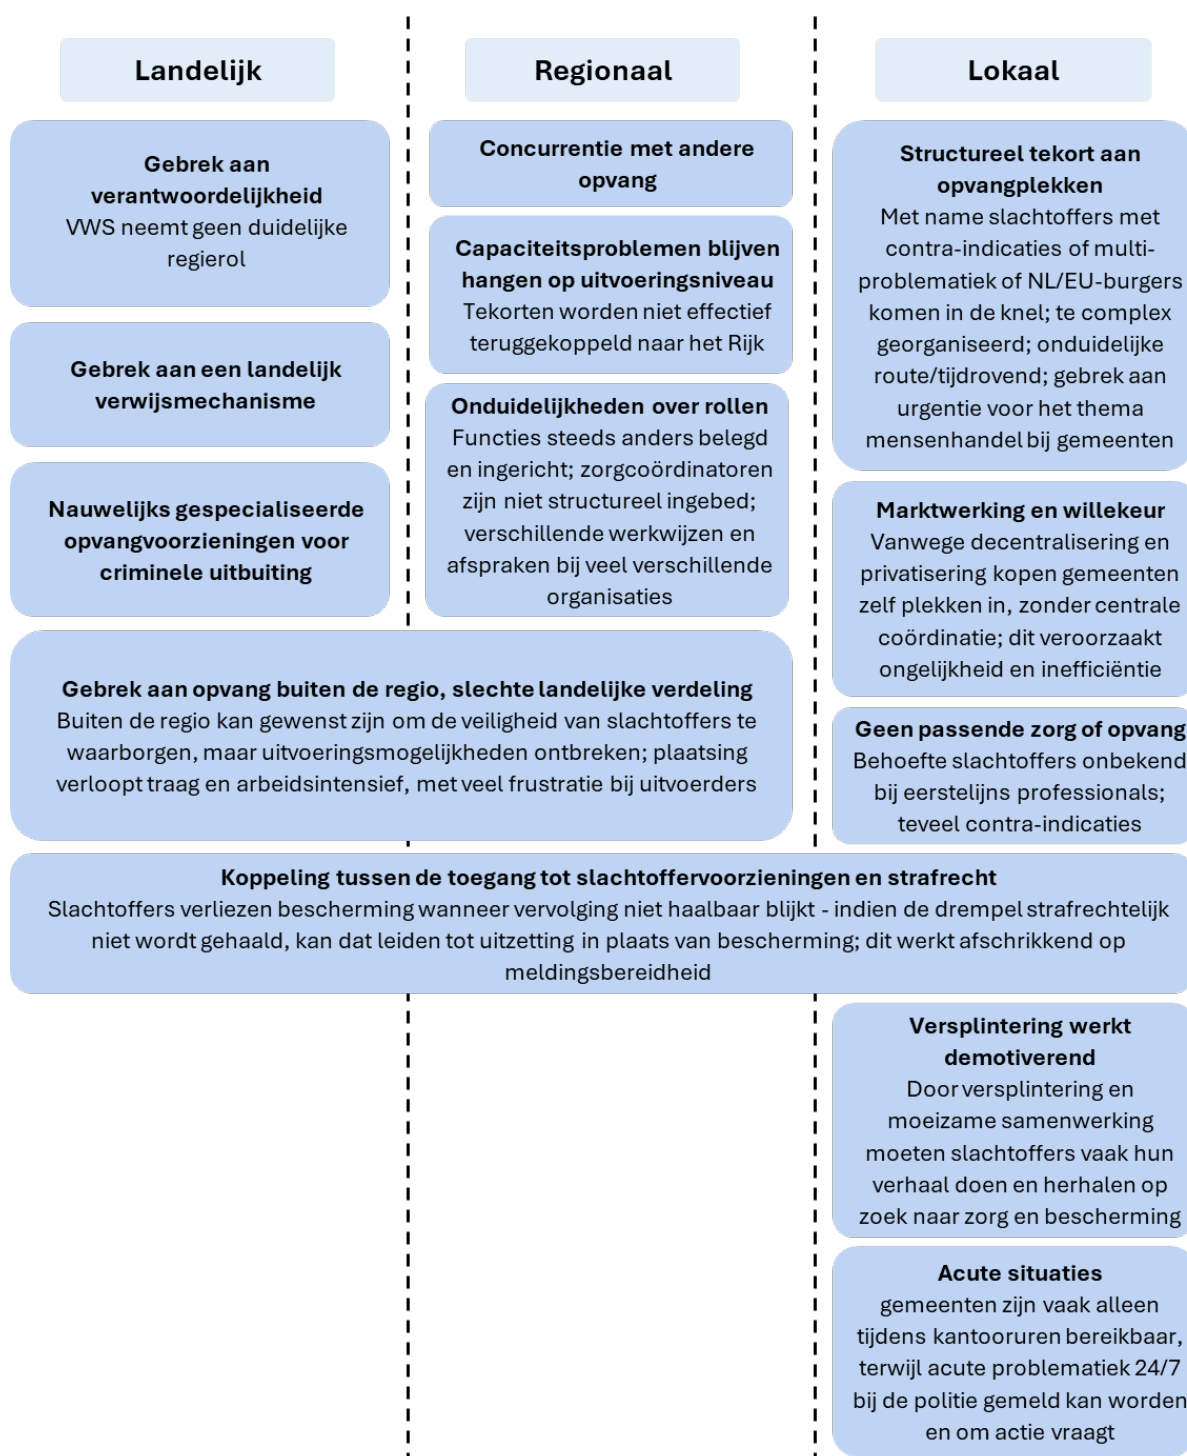 Landelijk
Gebrek aan
verantwoordelijkheid
VWS neemt geen duidelijke
regierol
Gebrek aan een landelijk
verwijsmechanisme
Nauwelijks gespecialiseerde
opvangvoorzieningen voor
criminele uitbuiting
Regionaal
Concurrentie met andere
opvang
Capaciteitsproblemen blijven
hangen op uitvoeringsniveau
Tekorten worden niet effectief
teruggekoppeld naar het Rijk
Onduidelijkheden over rollen
Functies steeds anders belegd
en ingericht; zorgcoördinatoren
zijn niet structureel ingebed;
verschillende werkwijzen en
afspraken bij veel verschillende
organisaties
Gebrek aan opvang buiten de regio, slechte landelijke verdeling
Buiten de regio kan gewenst zijn om de veiligheid van slachtoffers te
waarborgen, maar uitvoeringsmogelijkheden ontbreken; plaatsing
verloopt traag en arbeidsintensief, met veel frustratie bij uitvoerders
Lokaal
Structureel tekort aan
opvangplekken
Met name slachtoffers met
contra-indicaties of multi-
problematiek of NL/EU-burgers
komen in de knel; te complex
georganiseerd; onduidelijke
route/tijdrovend; gebrek aan
urgentie voor het thema
mensenhandel bij gemeenten
Marktwerking en willekeur
Vanwege decentralisering en
privatisering kopen gemeenten
zelf plekken in, zonder centrale
coördinatie; dit veroorzaakt
ongelijkheid en inefficiëntie
Geen passende zorg of opvang
Behoefte slachtoffers onbekend
bij eerstelijns professionals;
teveel contra-indicaties
Koppeling tussen de toegang tot slachtoffervoorzieningen en strafrecht
Slachtoffers verliezen bescherming wanneer vervolging niet haalbaar blijkt - indien de drempel strafrechtelijk
niet wordt gehaald, kan dat leiden tot uitzetting in plaats van bescherming; dit werkt afschrikkend op
meldingsbereidheid
Versplintering werkt
demotiverend
Door versplintering en
moeizame samenwerking
moeten slachtoffers vaak hun
verhaal doen en herhalen op
zoek naar zorg en bescherming
Acute situaties
gemeenten zijn vaak alleen
tijdens kantooruren bereikbaar,
terwijl acute problematiek 24/7
bij de politie gemeld kan worden
en om actie vraagt